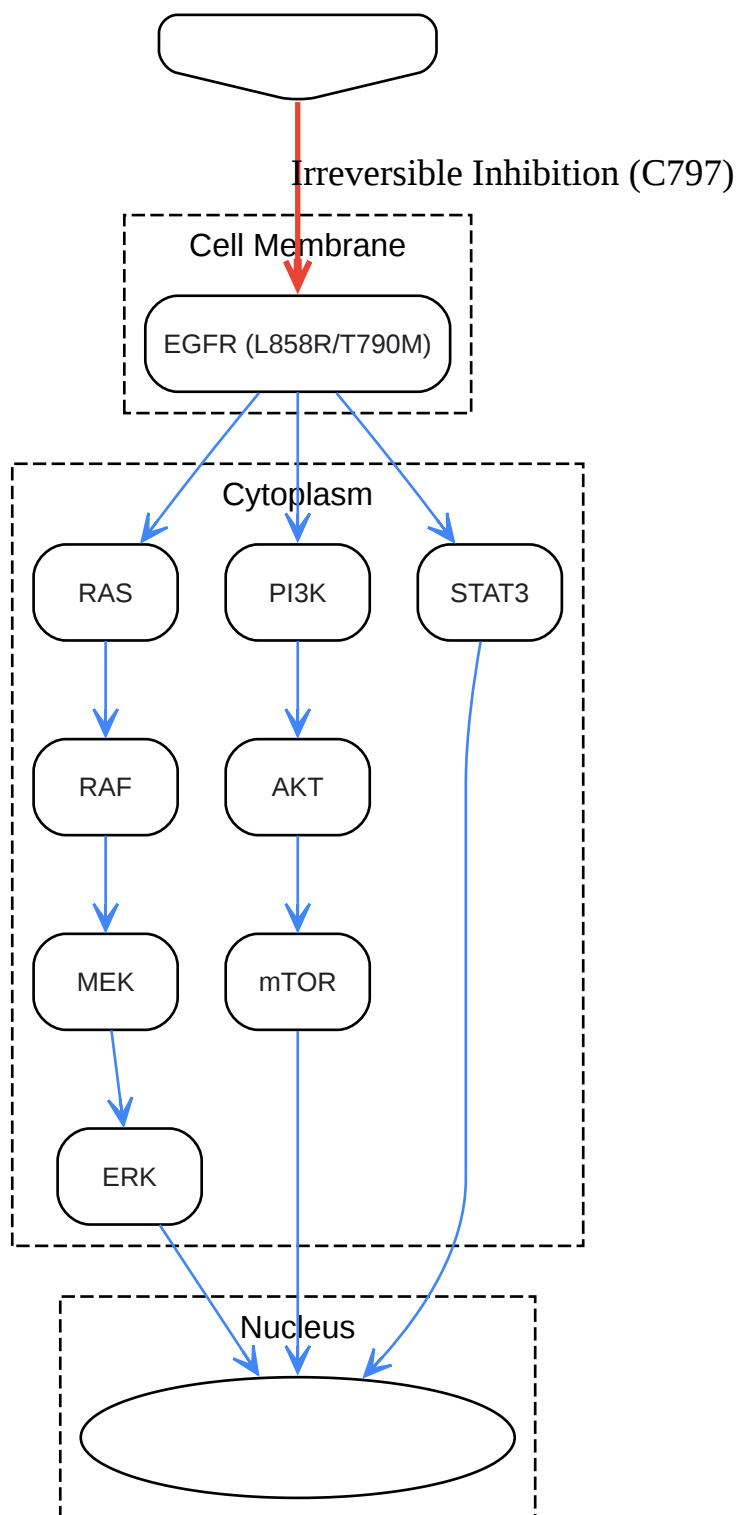 Irreversible Inhibition (C797)
Cell Membrane
EGFR (L858R/T790M)
Cytoplasm
RAS
PI3K
STAT3
RAF
AKT
MEK
mTOR
ERK
Nucleus